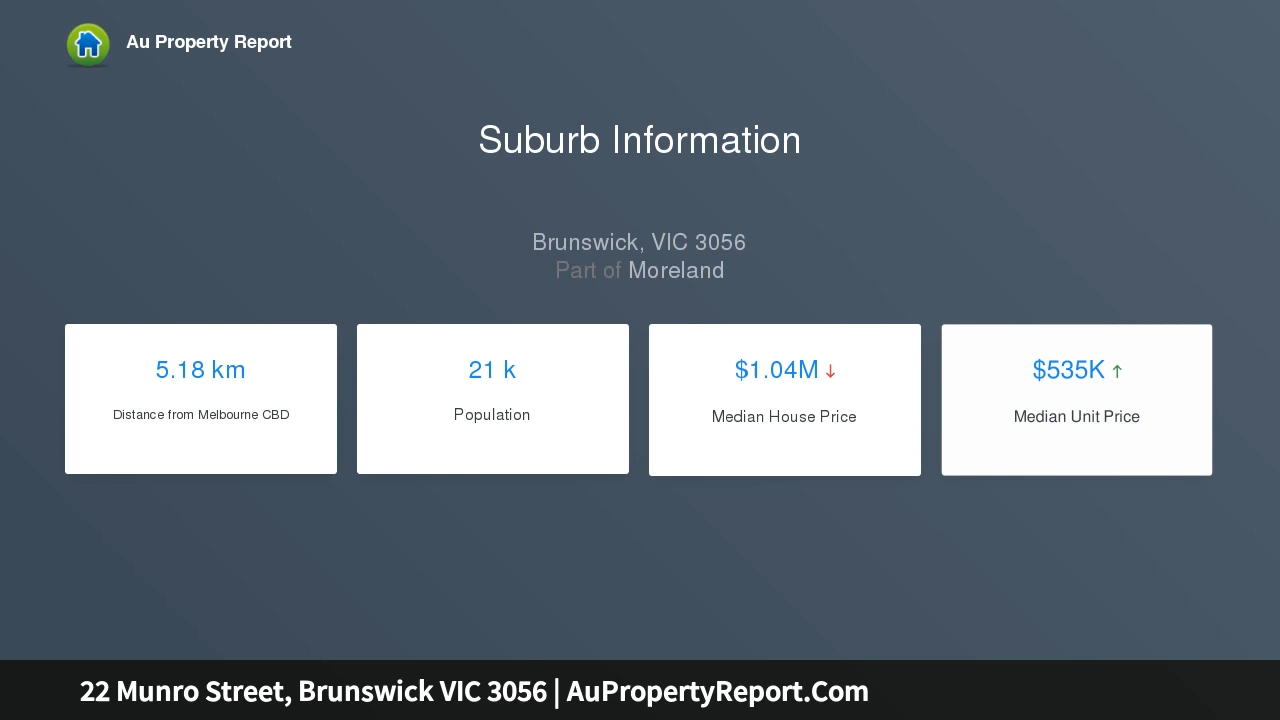 Au Property Report
Suburb Information
Brunswick, VIC 3056
Part of Moreland
5.18 km
Distance from Melbourne CBD
21 k
Population
$1.04M ↓
Median House Price
$535K ↑
Median Unit Price
22 Munro Street, Brunswick VIC 3056 | AuPropertyReport.Com